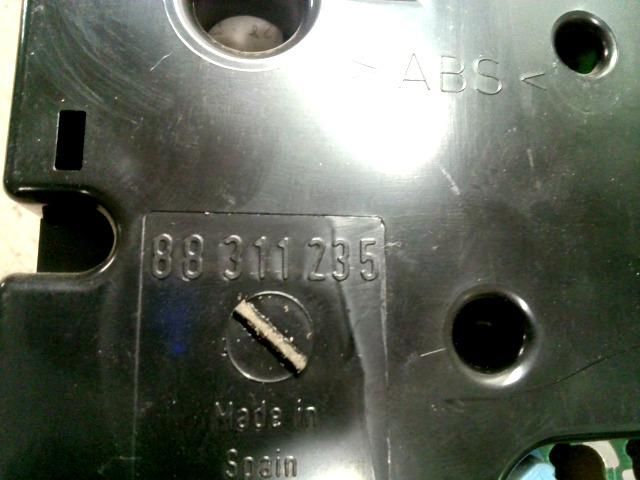 > ABS <
88 311 235
Made in
Spain